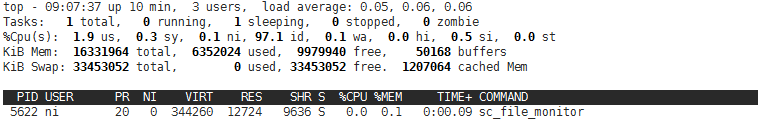 top - 09:07:37 up 10 min,  3 users,  load average: 0.05, 0.06, 0.06
Tasks:   1 total,   0 running,   1 sleeping,   0 stopped,   0 zombie
%Cpu(s):  1.9 us,  0.3 sy,  0.1 ni, 97.1 id,  0.1 wa,  0.0 hi,  0.5 si,  0.0 st
KiB Mem:  16331964 total,  6352024 used,  9979940 free,    50168 buffers
KiB Swap: 33453052 total,        0 used, 33453052 free.  1207064 cached Mem
PID USER      PR  NI    VIRT    RES    SHR S  %CPU %MEM     TIME+ COMMAND
5622 ni        20   0  344260  12724   9636 S   0.0  0.1   0:00.09 sc_file_monitor